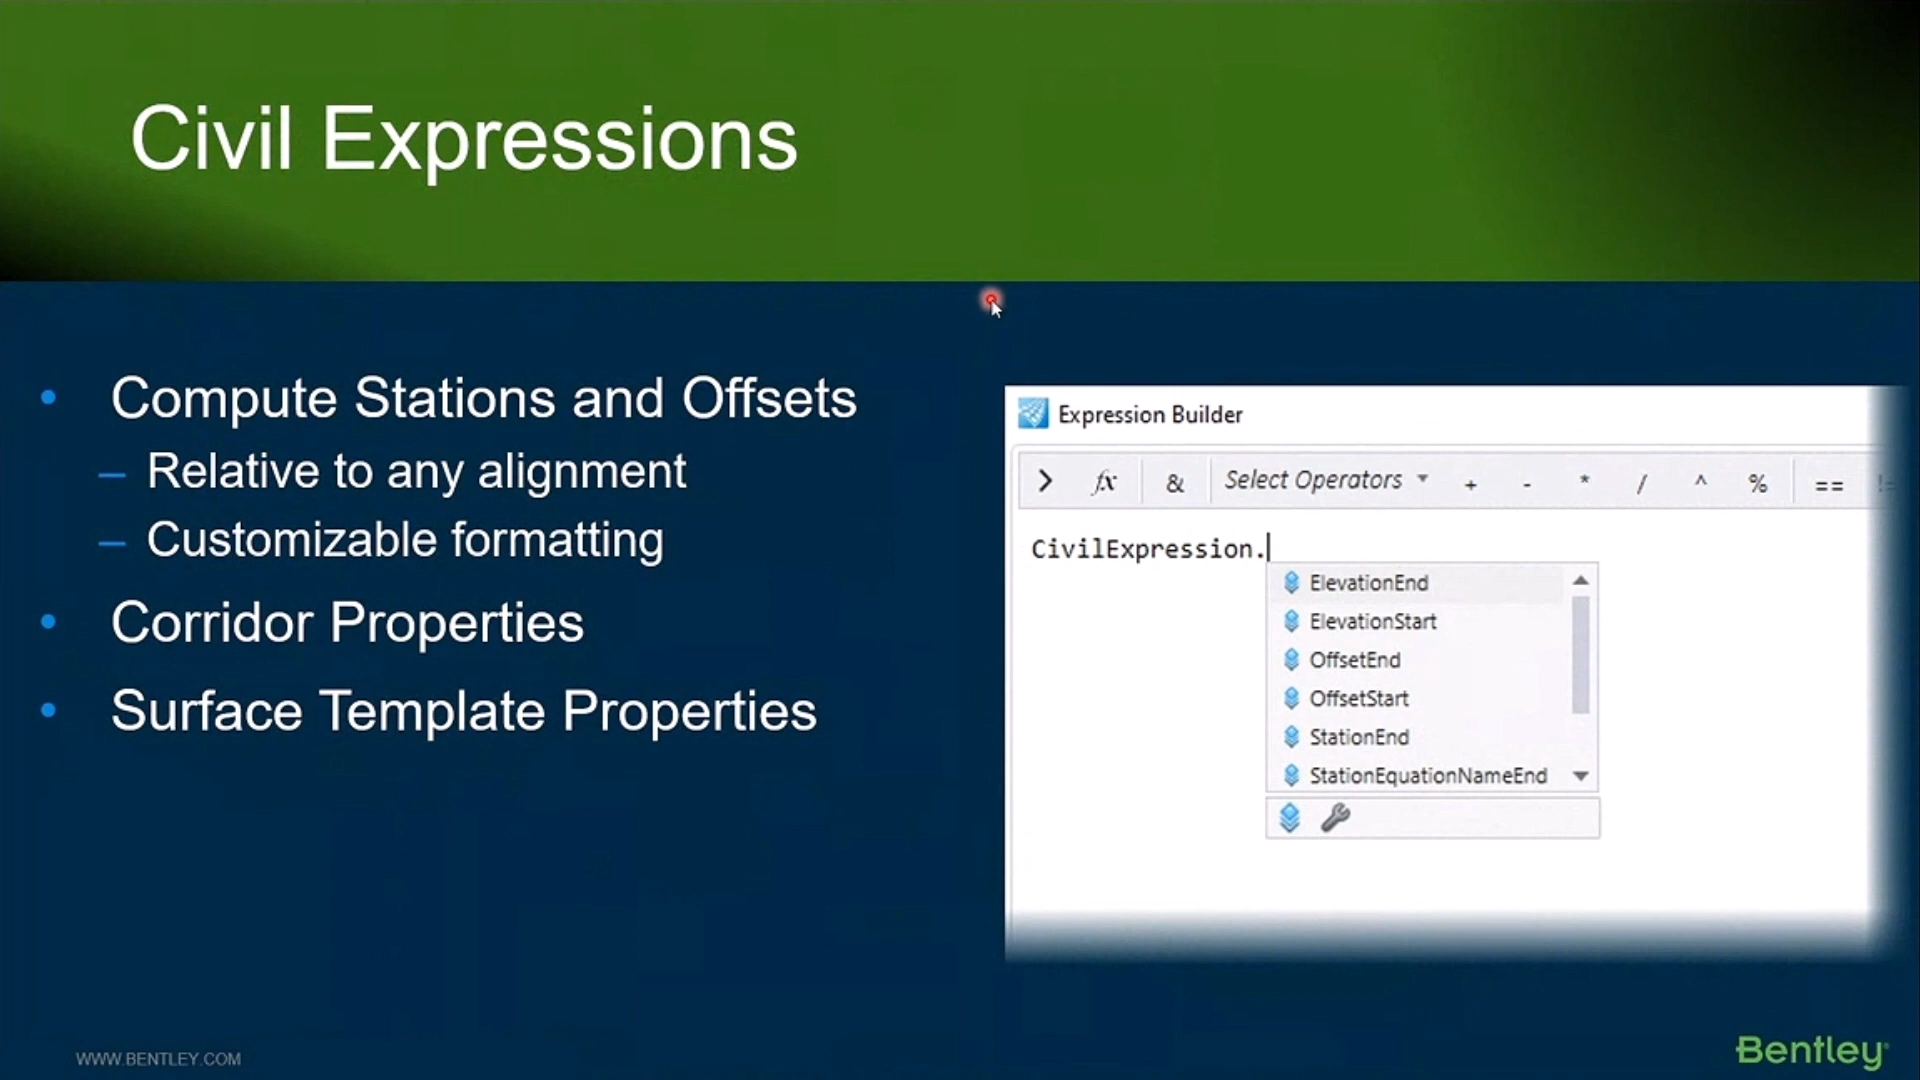 Civil Expressions
• Compute Stations and Offsets
– Relative to any alignment
– Customizable formatting
• Corridor Properties
• Surface Template Properties
Expression Builder
fx & Select Operators + - * / ^ % == !=
CivilExpression.
ElevationEnd
ElevationStart
OffsetEnd
OffsetStart
StationEnd
StationEquationNameEnd
WWW.BENTLEY.COM
Bentley